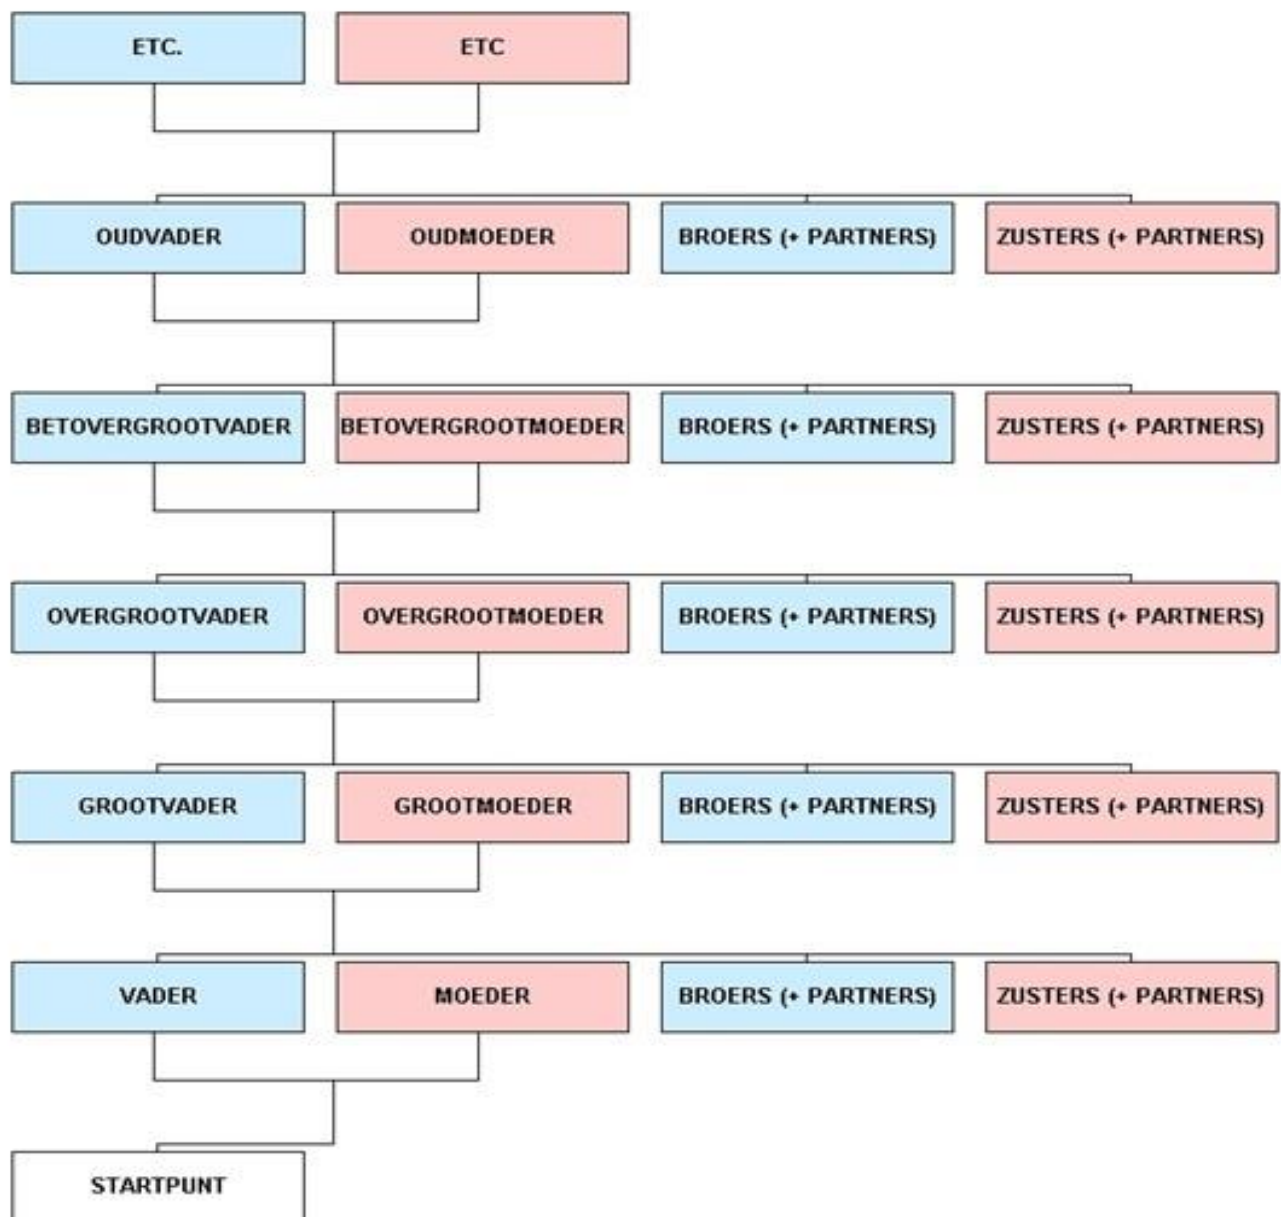 ETC.
ETC
OUDVADER
OUDMOEDER
BROERS (+ PARTNERS)
ZUSTERS (+ PARTNERS)
BETOVERGROOTVADER
BETOVERGROOTMOEDER
BROERS (+ PARTNERS)
ZUSTERS (+ PARTNERS)
OVERGROOTVADER
OVERGROOTMOEDER
BROERS (+ PARTNERS)
ZUSTERS (+ PARTNERS)
GROOTVADER
GROOTMOEDER
BROERS (+ PARTNERS)
ZUSTERS (+ PARTNERS)
VADER
MOEDER
BROERS (+ PARTNERS)
ZUSTERS (+ PARTNERS)
STARTPUNT